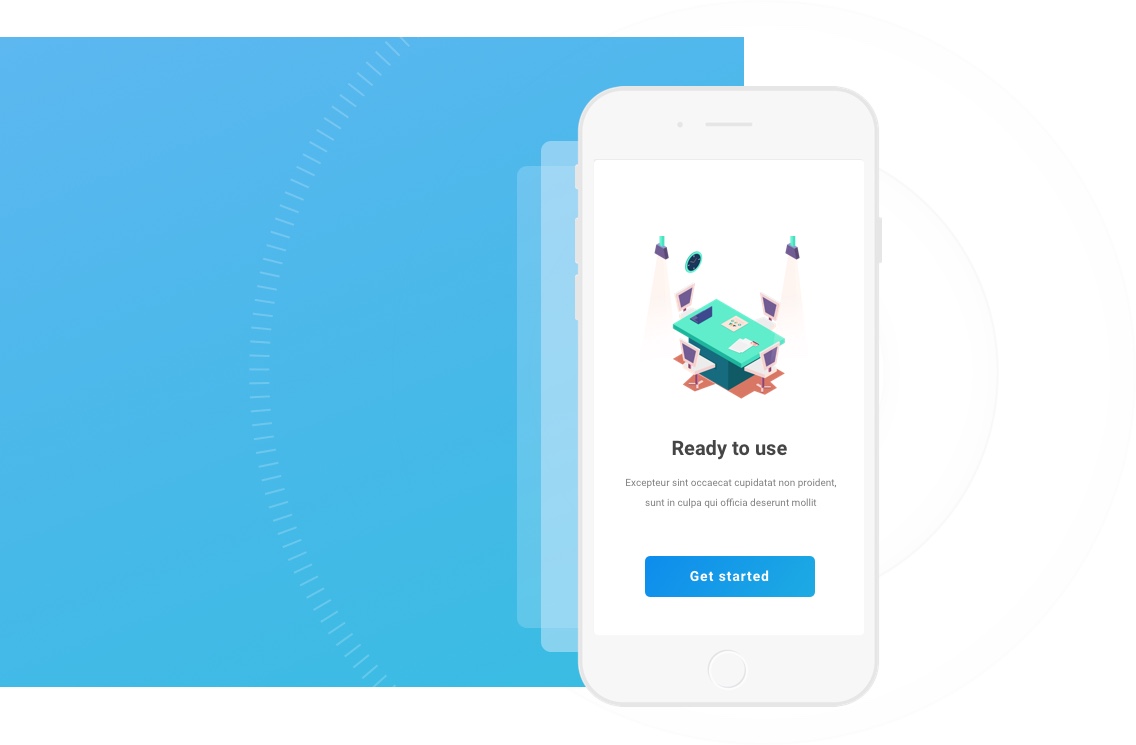 Ready to use
Excepteur sint occaecat cupidatat non proident,
sunt in culpa qui officia deserunt mollit
Get started